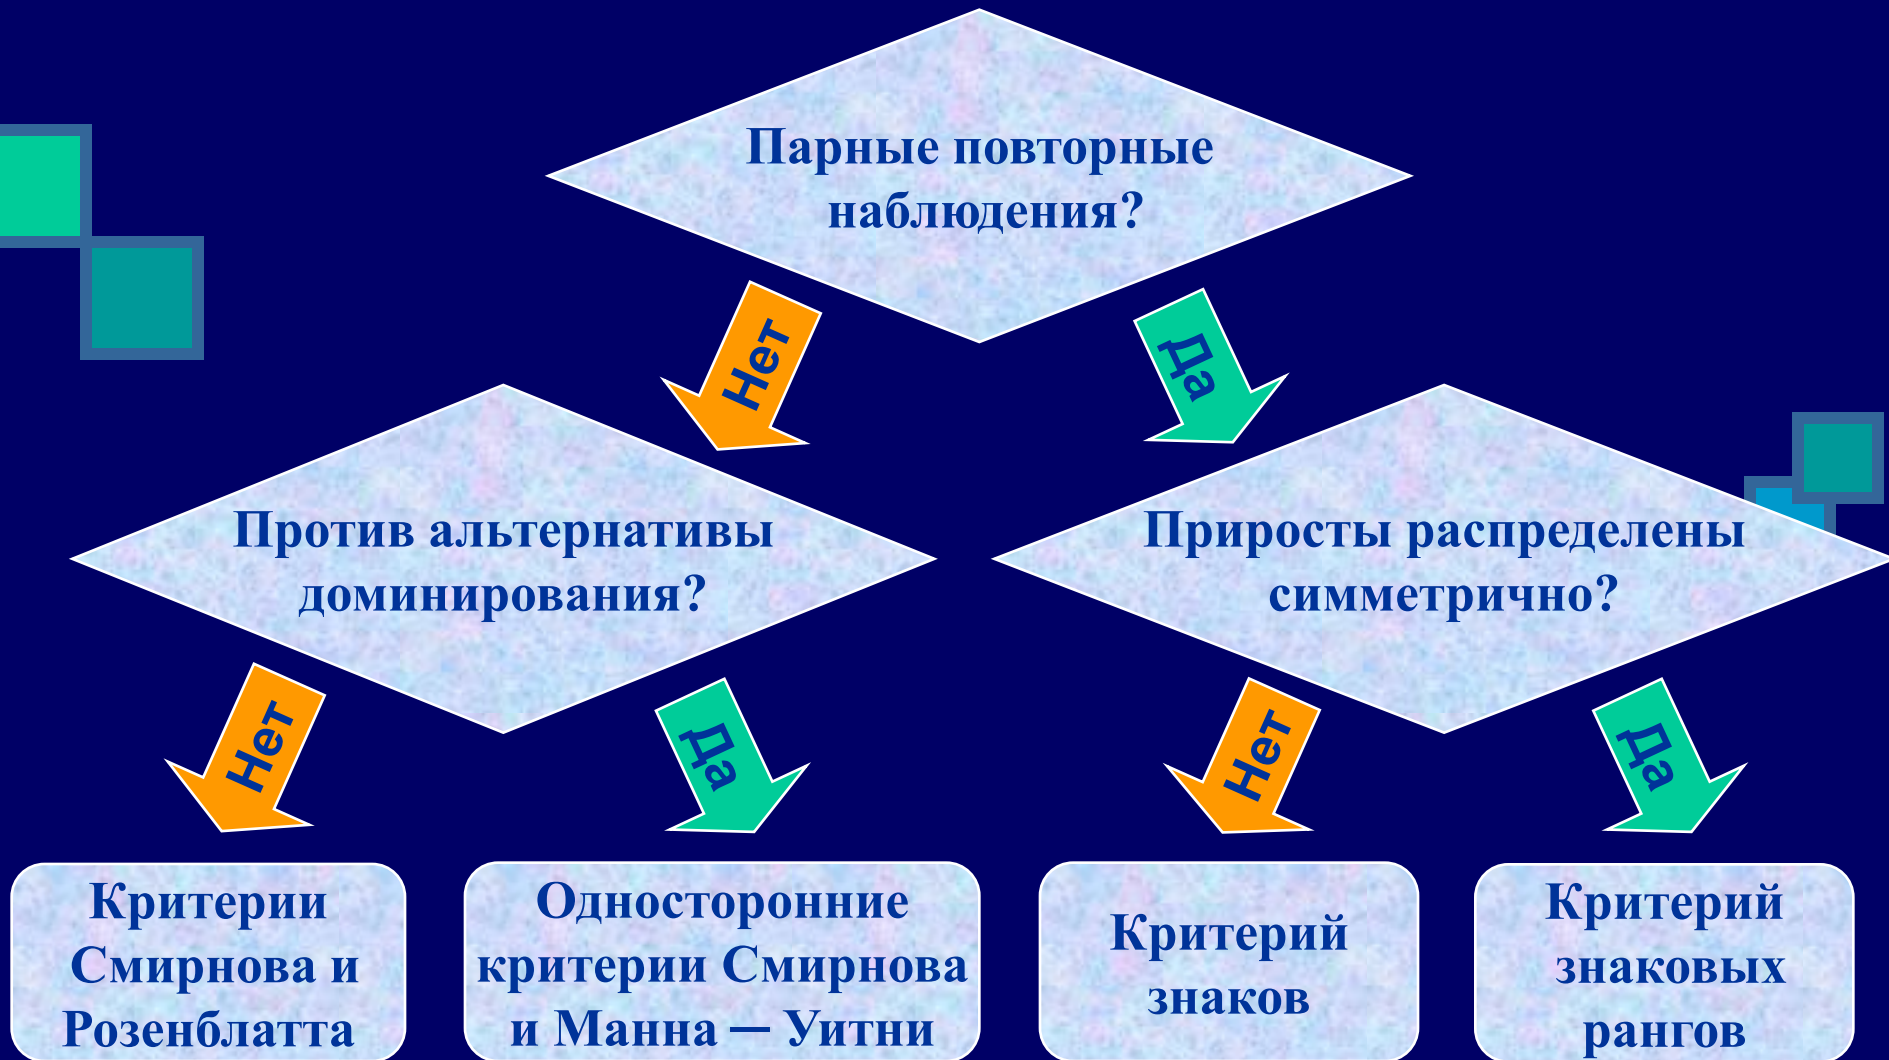 Парные повторные
наблюдения?
Нет
Да
Против альтернативы
доминирования?
Приросты распределены
симметрично?
Нет
Да
Нет
Да
Критерии
Смирнова и
Розенблатта
Односторонние
критерии Смирнова
и Манна — Уитни
Критерий
знаков
Критерий
знаковых
рангов